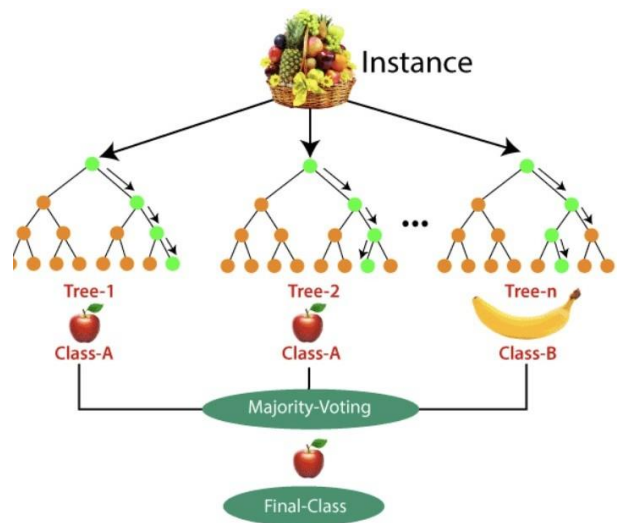 Instance
...
Tree-1
Tree-2
Tree-n
Class-A
Class-A
Class-B
Majority-Voting
Final-Class